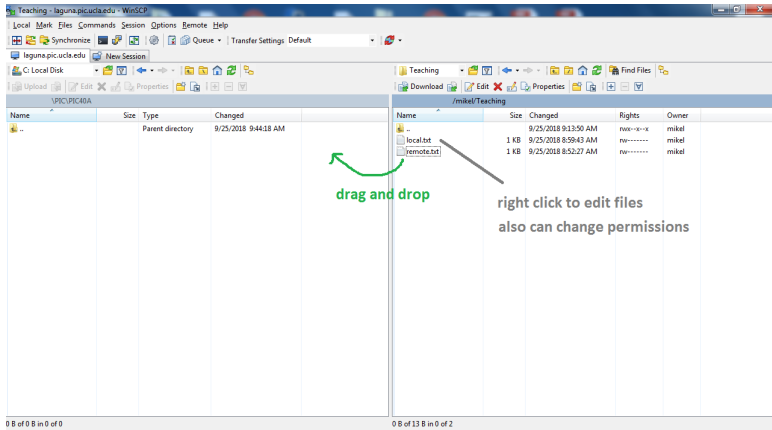 Teaching - laguna.pic.ucla.edu - WinSCP
Local Mark Files Commands Session Options Remote Help
Synchronize Queue Transfer Settings Default
laguna.pic.ucla.edu New Session
C: Local Disk
Teaching Find Files
Upload Edit Properties
Download Edit Properties
\PIC\PIC40A
/mikel/Teaching
Name Size Type Changed
Name Size Changed Rights Owner
.. Parent directory 9/25/2018 9:44:18 AM
.. 9/25/2018 9:13:50 AM rwx--x--x mikel
local.txt 1 KB 9/25/2018 8:59:43 AM rw------- mikel
remote.txt 1 KB 9/25/2018 8:52:27 AM rw------- mikel
drag and drop
right click to edit files
also can change permissions
0 B of 0 B in 0 of 0
0 B of 13 B in 0 of 2